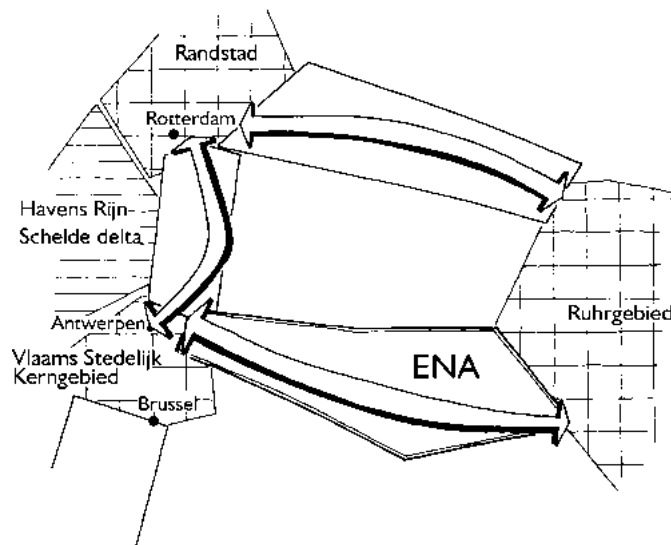 Randstad
Rotterdam
Havens Rijn
Schelde delta
Ruhrgebied
Antwerpen
Vlaams Stedelijk
Kerngebied
ENA
Brussel